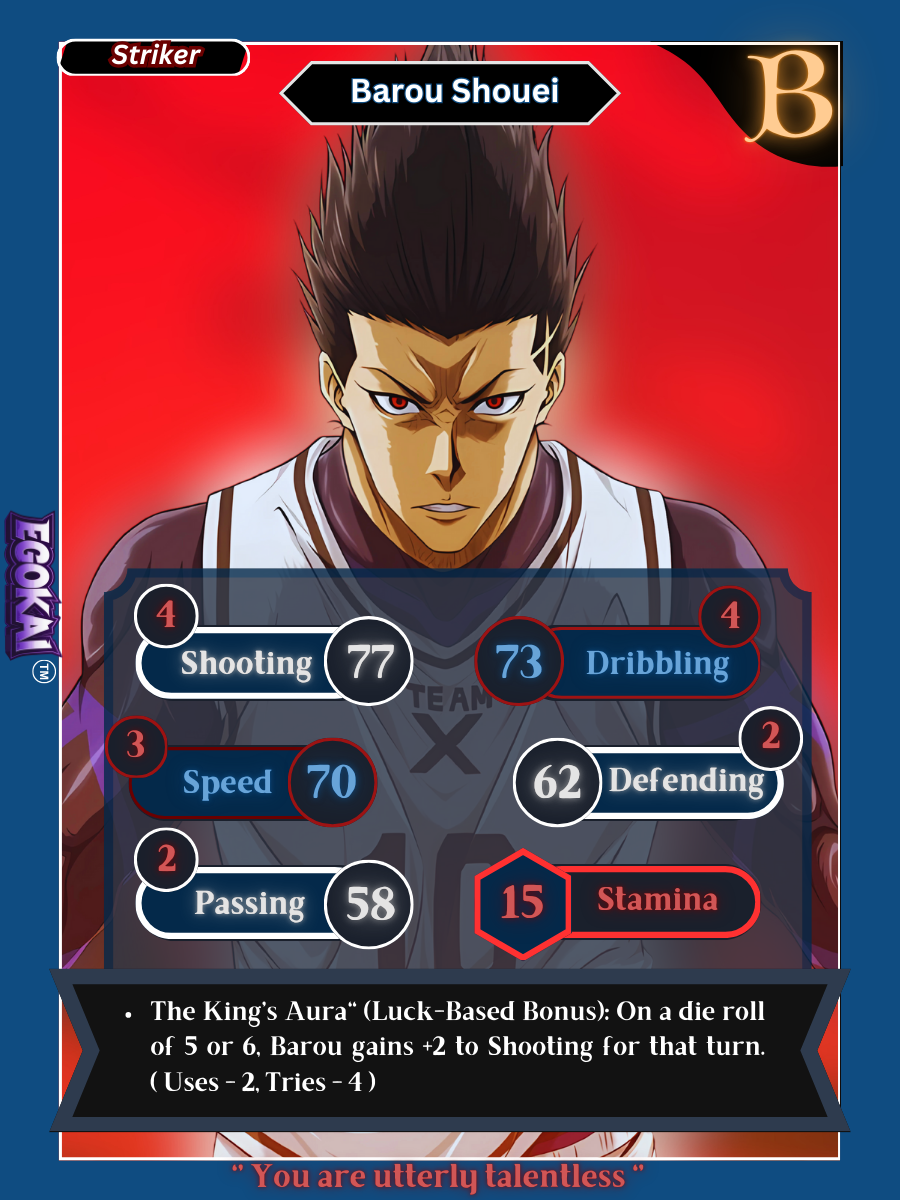 Striker
Barou Shouei
B
EGOKAI
TM
4
Shooting 77
4
73 Dribbling
3
Speed 70
2
62 Defending
2
Passing 58
15 Stamina
TEAM
X
10
• The King's Aura“ (Luck-Based Bonus): On a die roll
of 5 or 6, Barou gains +2 to Shooting for that turn.
( Uses - 2, Tries - 4 )
“ You are utterly talentless “